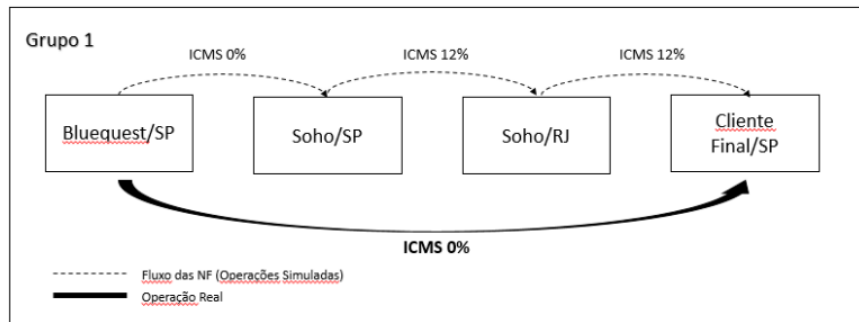 Grupo 1
ICMS 0%
ICMS 12%
ICMS 12%
Bluequest/SP
Soho/SP
Soho/RJ
Cliente
Final/SP
ICMS 0%
Fluxo das NF (Operações Simuladas)
Operação Real